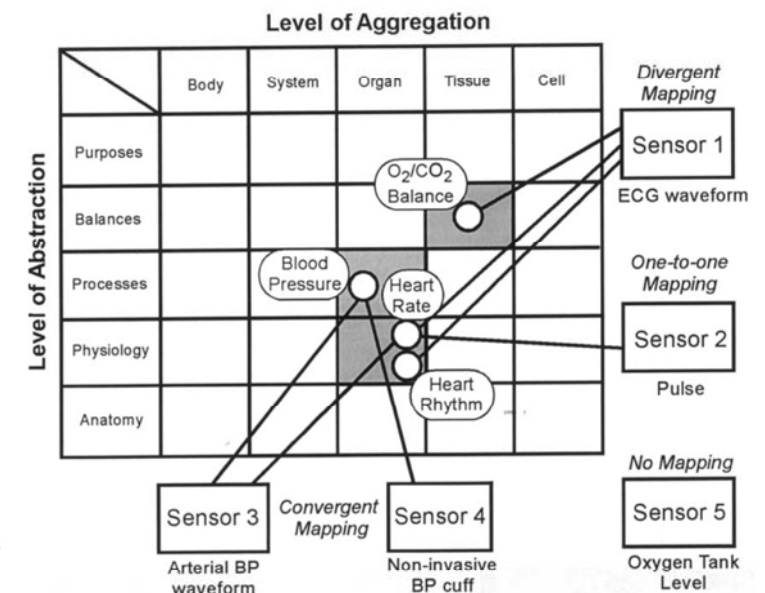 Level of Aggregation
Level of Abstraction
Body
System
Organ
Tissue
Cell
Purposes
Balances
Processes
Physiology
Anatomy
O₂/CO₂
Balance
Blood
Pressure
Heart
Rate
Heart
Rhythm
Divergent
Mapping
Sensor 1
ECG waveform
One-to-one
Mapping
Sensor 2
Pulse
No Mapping
Sensor 5
Oxygen Tank
Level
Sensor 3
Arterial BP
waveform
Convergent
Mapping
Sensor 4
Non-invasive
BP cuff